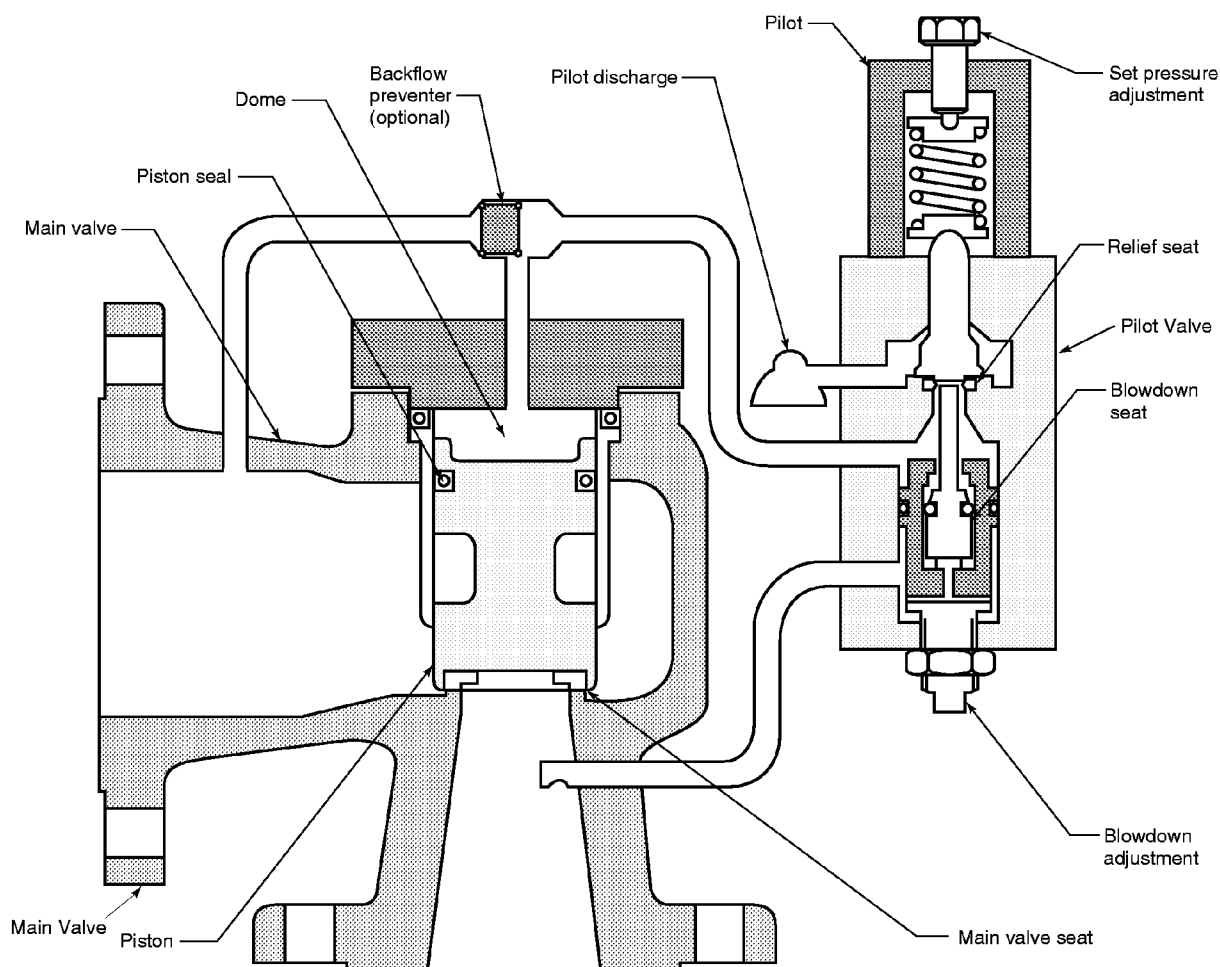 Pilot
Set pressure
adjustment
Backflow
preventer
(optional)
Pilot discharge
Dome
Piston seal
Main valve
Relief seat
Pilot Valve
Blowdown
seat
Blowdown
adjustment
Main Valve
Piston
Main valve seat